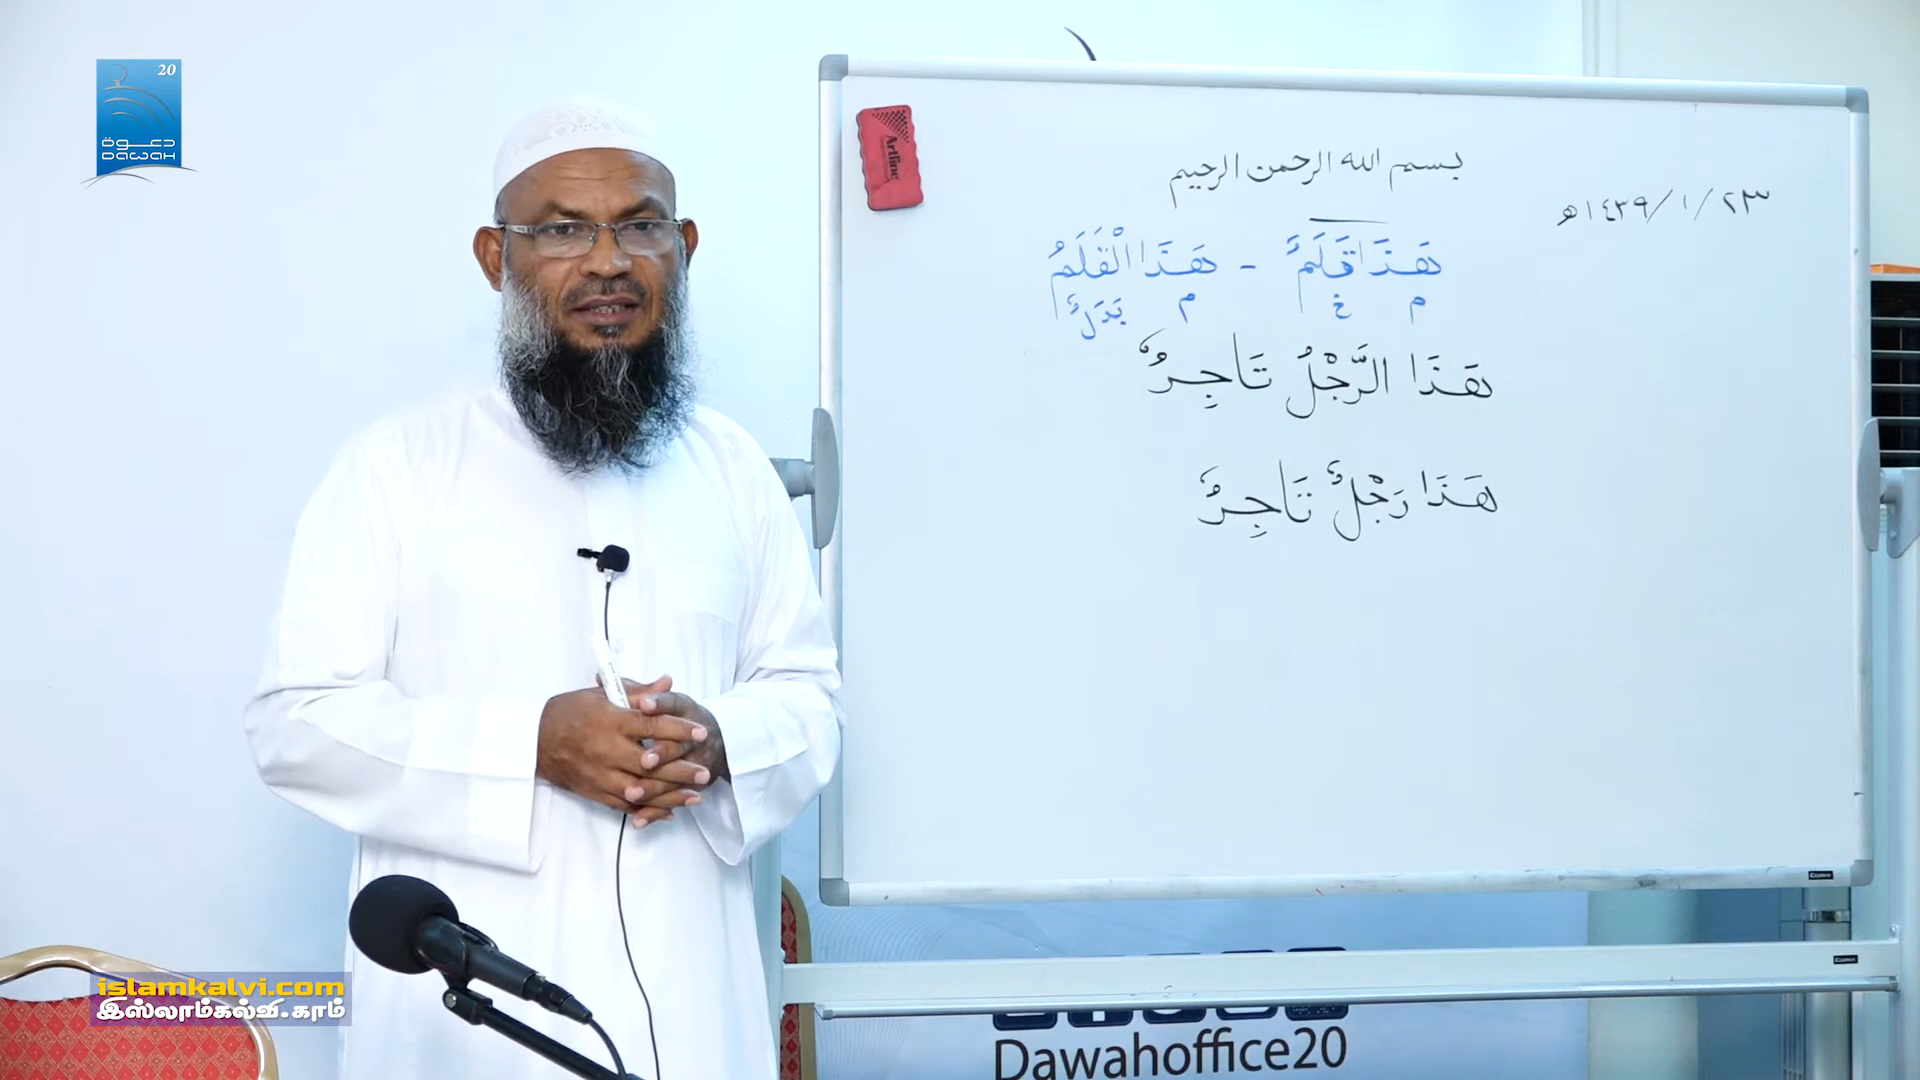 20
دعوة
DAWAH
Artline
بسم الله الرحمن الرحيم
٢٣/١/١٤٣٩هـ
هَذَا قَلَمٌ - هَذَا الْقَلَمُ
م خ م بَدَلٌ
هَذَا الرَّجْلُ تَاجِرٌ
هَذَا رَجْلٌ تَاجِرٌ
islamkalvi.com
இஸ்லாம்கல்வி.காம்
Dawahoffice20